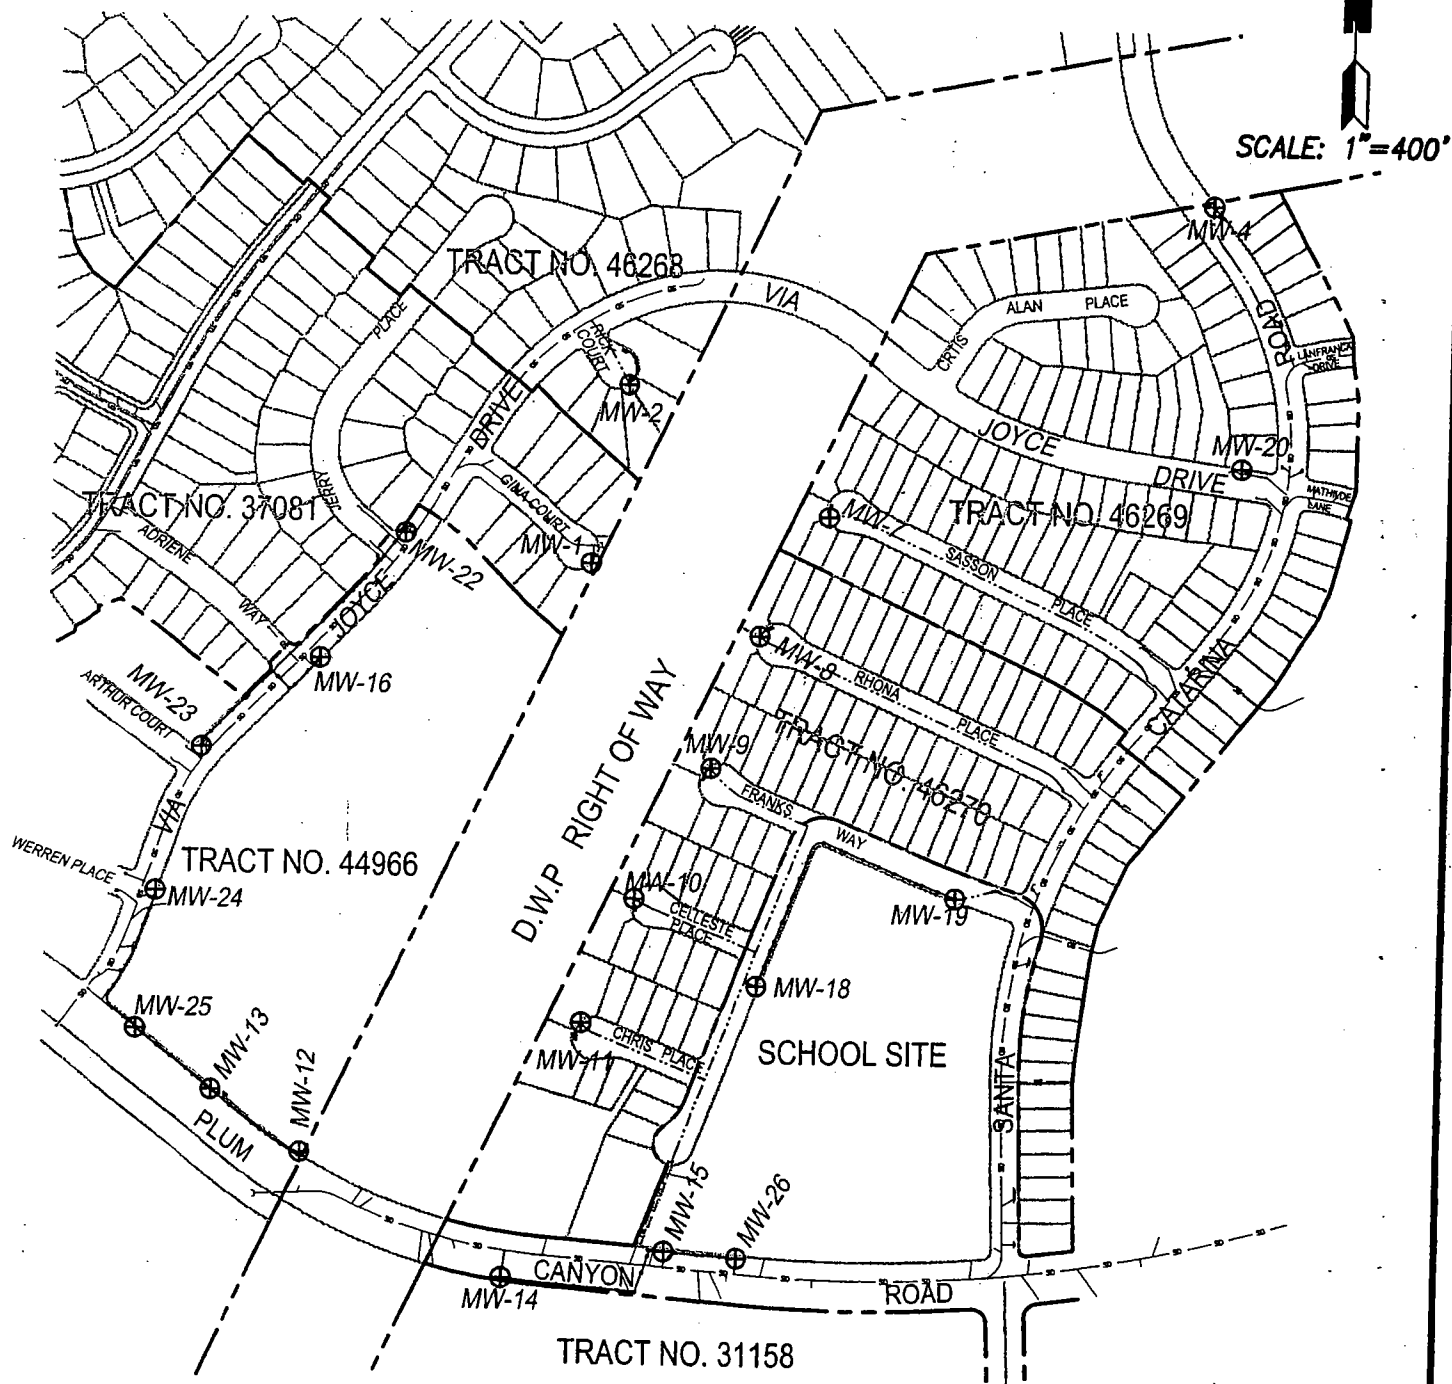 SCALE: 1"=400'
MW-4
TRACT NO. 46268
VIA
ALAN PLACE
CRTIS
ROAD
PLACE
RICK
COURT
LANFRANCA
DRIVE
MW-2
DRIVE
JOYCE
MW-20
DRIVE
GINA COURT
JERRY
MATHILDE
LANE
TRACT NO. 37081
TRACT NO. 46269
MW-
MW-1
ADRIENE
WAY
MW-22
SASSON
PLACE
JOYCE
MW-16
MW-8
RHONA
PLACE
CATARINA
MW-23
ARTHUR COURT
D.W.P RIGHT OF WAY
MW-9
TRACT NO. 46270
FRANKS
WAY
VIA
WERREN PLACE
TRACT NO. 44966
MW-24
MW-10
CELLESTE
PLACE
MW-19
MW-18
MW-25
MW-13
MW-12
MW-11
CHRIS PLACE
SCHOOL SITE
SANTA
PLUM
MW-15
MW-26
CANYON
ROAD
MW-14
TRACT NO. 31158